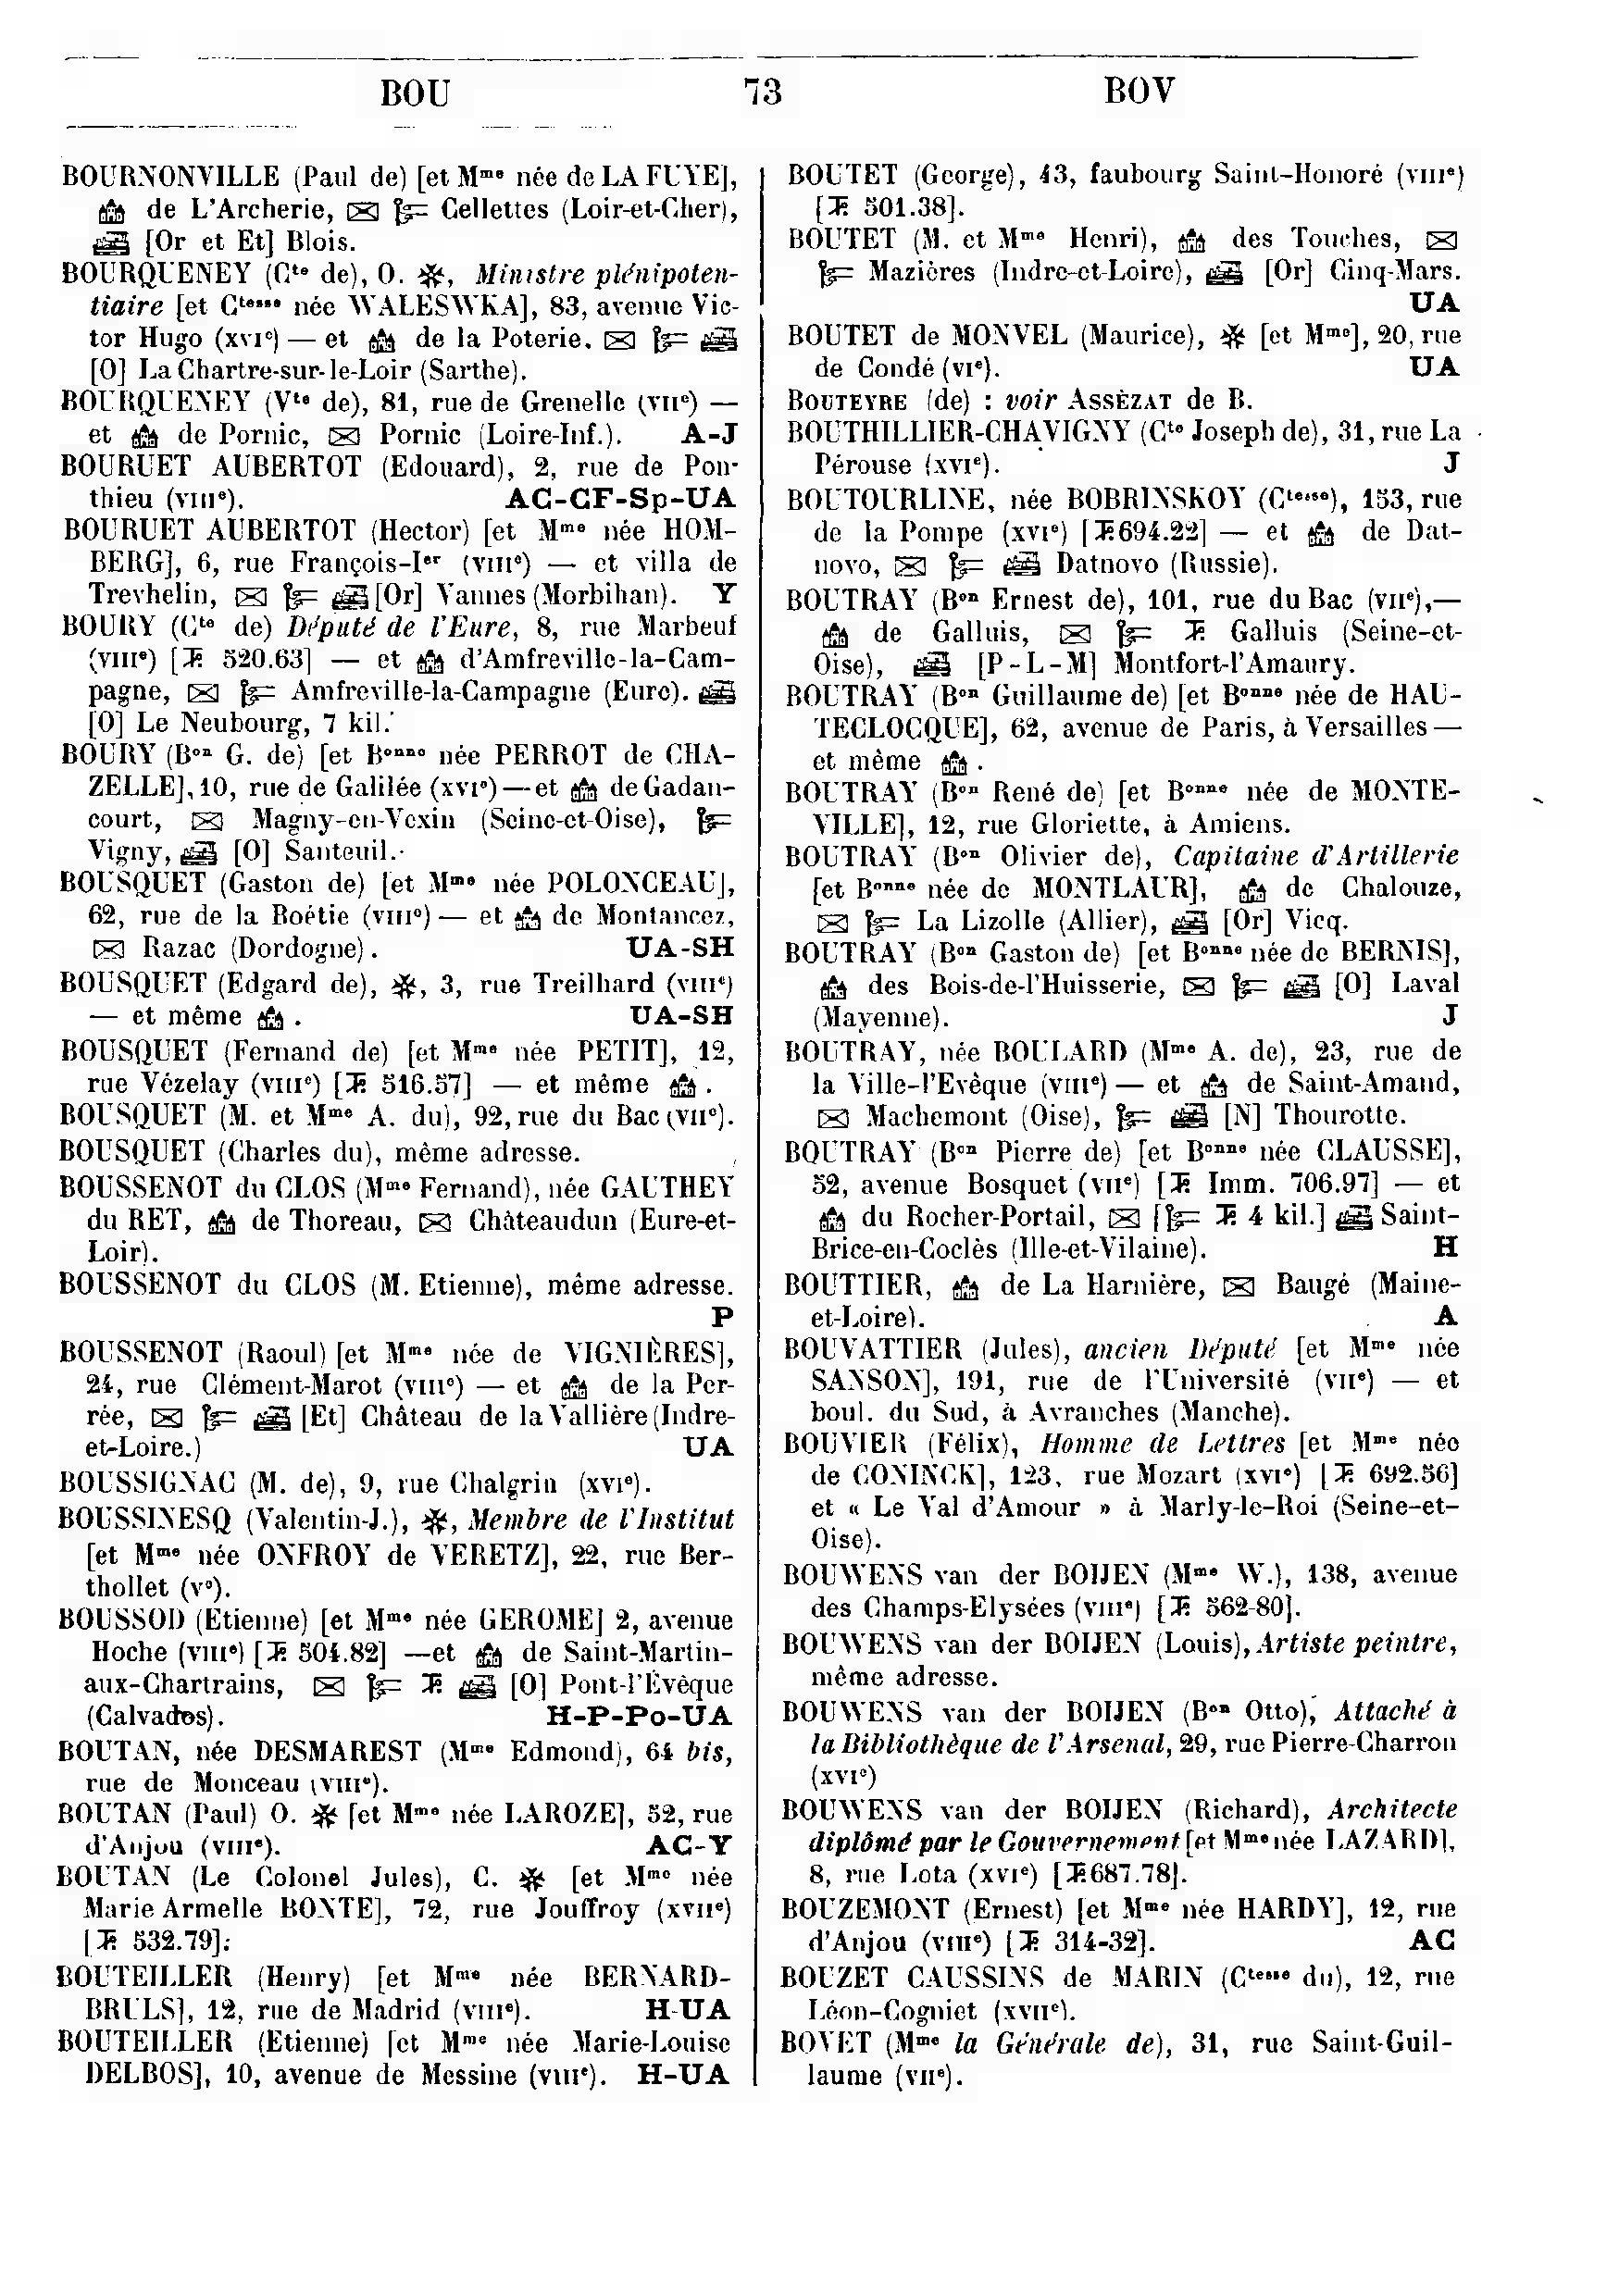 BOU 73 BOV
BOURNONVILLE (Paul de) [et Mme née de LA FUYE],
de L'Archerie, Cellettes (Loir-et-Cher),
[Or et Et] Blois.
BOURQUENEY (Cte de), O. ✻, Ministre plénipoten-
tiaire [et Ctesse née WALESWKA], 83, avenue Vic-
tor Hugo (XVIe) — et de la Poterie.
[O] La Chartre-sur-le-Loir (Sarthe).
BOURQUENEY (Vte de), 81, rue de Grenelle (VIIe) —
et de Pornic, Pornic (Loire-Inf.). A-J
BOURUET AUBERTOT (Edouard), 2, rue de Pon-
thieu (VIIIe). AC-CF-Sp-UA
BOURUET AUBERTOT (Hector) [et Mme née HOM-
BERG], 6, rue François-Ier (VIIIe) — et villa de
Trevhelin, [Or] Vannes (Morbihan). Y
BOURY (Cte de) Député de l'Eure, 8, rue Marbeuf
(VIIIe) [T. 520.63] — et d'Amfreville-la-Cam-
pagne, Amfreville-la-Campagne (Eure).
[O] Le Neubourg, 7 kil.
BOURY (Bon G. de) [et Bonne née PERROT de CHA-
ZELLE], 10, rue de Galilée (XVIe) — et de Gadan-
court, Magny-en-Vexin (Seine-et-Oise),
Vigny, [O] Santeuil.
BOUSQUET (Gaston de) [et Mme née POLONCEAU],
62, rue de la Boétie (VIIIe) — et de Montancez,
Razac (Dordogne). UA-SH
BOUSQUET (Edgard de), ✻, 3, rue Treilhard (VIIIe)
— et même . UA-SH
BOUSQUET (Fernand de) [et Mme née PETIT], 12,
rue Vézelay (VIIIe) [T. 516.57] — et même .
BOUSQUET (M. et Mme A. du), 92, rue du Bac (VIIe).
BOUSQUET (Charles du), même adresse.
BOUSSENOT du CLOS (Mme Fernand), née GAUTHEY
du RET, de Thoreau, Châteaudun (Eure-et-
Loir).
BOUSSENOT du CLOS (M. Etienne), même adresse.
P
BOUSSENOT (Raoul) [et Mme née de VIGNIÈRES],
24, rue Clément-Marot (VIIIe) — et de la Per-
rée, [Et] Château de la Vallière (Indre-
et-Loire.) UA
BOUSSIGNAC (M. de), 9, rue Chalgrin (XVIe).
BOUSSINESQ (Valentin-J.), ✻, Membre de l'Institut
[et Mme née ONFROY de VERETZ], 22, rue Ber-
thollet (Ve).
BOUSSOD (Etienne) [et Mme née GEROME] 2, avenue
Hoche (VIIIe) [T. 504.82] — et de Saint-Martin-
aux-Chartrains, T. [O] Pont-l'Évêque
(Calvados). H-P-Po-UA
BOUTAN, née DESMAREST (Mme Edmond), 64 bis,
rue de Monceau (VIIIe).
BOUTAN (Paul) O. ✻ [et Mme née LAROZE], 52, rue
d'Anjou (VIIIe). AC-Y
BOUTAN (Le Colonel Jules), C. ✻ [et Mme née
Marie Armelle BONTE], 72, rue Jouffroy (XVIIe)
[T. 532.79].
BOUTEILLER (Henry) [et Mme née BERNARD-
BRULS], 12, rue de Madrid (VIIIe). H-UA
BOUTEILLER (Etienne) [et Mme née Marie-Louise
DELBOS], 10, avenue de Messine (VIIIe). H-UA
BOUTET (George), 43, faubourg Saint-Honoré (VIIIe)
[T. 501.38].
BOUTET (M. et Mme Henri), des Touches,
Mazières (Indre-et-Loire), [Or] Cinq-Mars.
UA
BOUTET de MONVEL (Maurice), ✻ [et Mme], 20, rue
de Condé (VIe). UA
BOUTEYRE (de) : voir ASSÈZAT de B.
BOUTHILLIER-CHAVIGNY (Cte Joseph de), 31, rue La
Pérouse (XVIe). J
BOUTOURLINE, née BOBRINSKOY (Ctesse), 153, rue
de la Pompe (XVIe) [T. 694.22] — et de Dat-
novo, Datnovo (Russie).
BOUTRAY (Bon Ernest de), 101, rue du Bac (VIIe), —
de Galluis, T. Galluis (Seine-et-
Oise), [P-L-M] Montfort-l'Amaury.
BOUTRAY (Bon Guillaume de) [et Bonne née de HAU-
TECLOCQUE], 62, avenue de Paris, à Versailles —
et même .
BOUTRAY (Bon René de) [et Bonne née de MONTE-
VILLE], 12, rue Gloriette, à Amiens.
BOUTRAY (Bon Olivier de), Capitaine d'Artillerie
[et Bonne née de MONTLAUR], de Chalouze,
La Lizolle (Allier), [Or] Vicq.
BOUTRAY (Bon Gaston de) [et Bonne née de BERNIS],
des Bois-de-l'Huisserie, [O] Laval
(Mayenne). J
BOUTRAY, née BOULARD (Mme A. de), 23, rue de
la Ville-l'Evêque (VIIIe) — et de Saint-Amand,
Machemont (Oise), [N] Thourotte.
BOUTRAY (Bon Pierre de) [et Bonne née CLAUSSE],
52, avenue Bosquet (VIIe) [T. Imm. 706.97] — et
du Rocher-Portail, [ T. 4 kil.] Saint-
Brice-en-Coclès (Ille-et-Vilaine). H
BOUTTIER, de La Harnière, Baugé (Maine-
et-Loire). A
BOUVATTIER (Jules), ancien Député [et Mme née
SANSON], 191, rue de l'Université (VIIe) — et
boul. du Sud, à Avranches (Manche).
BOUVIER (Félix), Homme de Lettres [et Mme née
de CONINCK], 123, rue Mozart (XVIe) [T. 692.56]
et « Le Val d'Amour » à Marly-le-Roi (Seine-et-
Oise).
BOUWENS van der BOIJEN (Mme W.), 138, avenue
des Champs-Elysées (VIIIe) [T. 562-80].
BOUWENS van der BOIJEN (Louis), Artiste peintre,
même adresse.
BOUWENS van der BOIJEN (Bon Otto), Attaché à
la Bibliothèque de l'Arsenal, 29, rue Pierre-Charron
(XVIe)
BOUWENS van der BOIJEN (Richard), Architecte
diplômé par le Gouvernement [et Mme née LAZARD],
8, rue Lota (XVIe) [T. 687.78].
BOUZEMONT (Ernest) [et Mme née HARDY], 12, rue
d'Anjou (VIIIe) [T. 314-32]. AC
BOUZET CAUSSINS de MARIN (Ctesse du), 12, rue
Léon-Cogniet (XVIIe).
BOVET (Mme la Générale de), 31, rue Saint-Guil-
laume (VIIe).